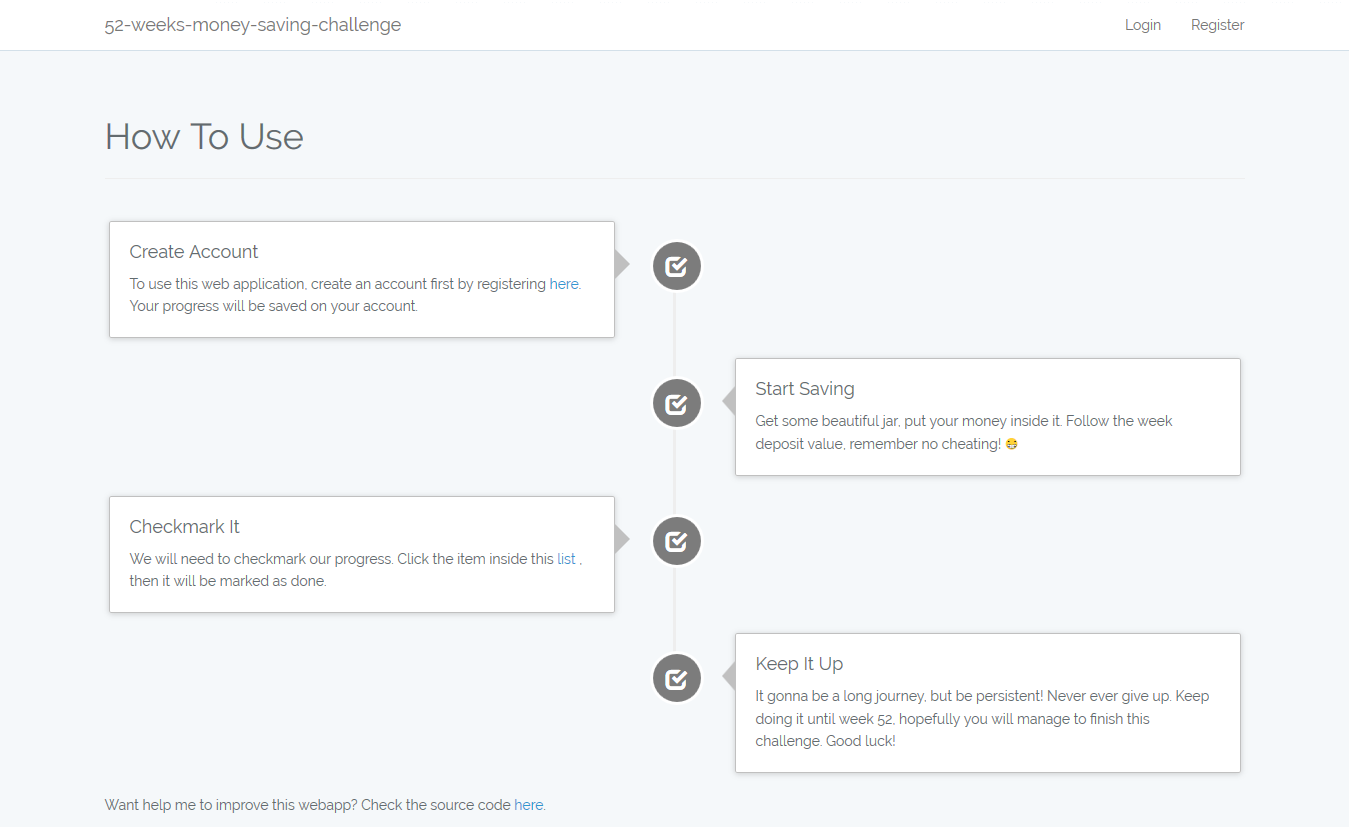 52-weeks-money-saving-challenge
Login
Register
How To Use
Create Account
To use this web application, create an account first by registering here.
Your progress will be saved on your account.
Start Saving
Get some beautiful jar, put your money inside it. Follow the week
deposit value, remember no cheating! 😁
Checkmark It
We will need to checkmark our progress. Click the item inside this list ,
then it will be marked as done.
Keep It Up
It gonna be a long journey, but be persistent! Never ever give up. Keep
doing it until week 52, hopefully you will manage to finish this
challenge. Good luck!
Want help me to improve this webapp? Check the source code here.